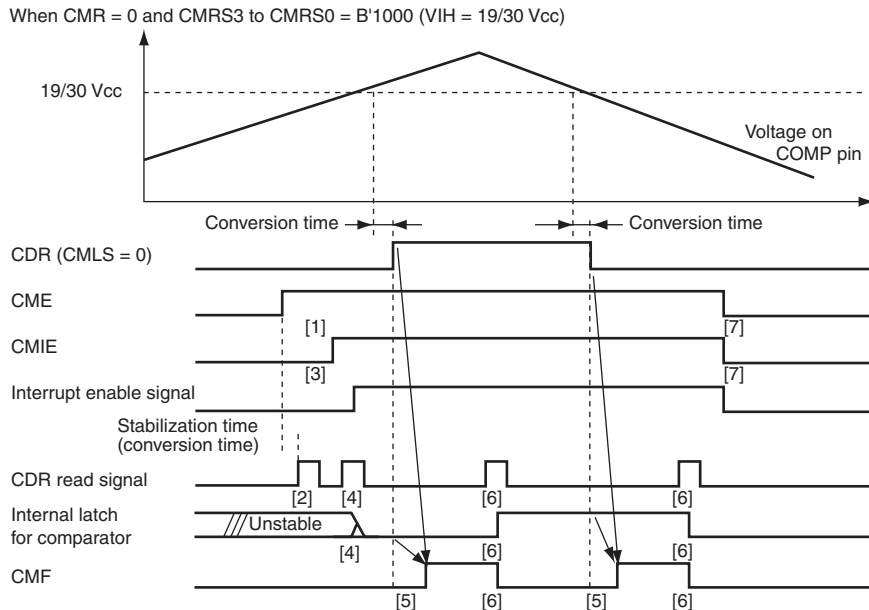 When CMR = 0 and CMRS3 to CMRS0 = B'1000 (VIH = 19/30 Vcc)
19/30 Vcc
Voltage on
COMP pin
Conversion time
Conversion time
CDR (CMLS = 0)
CME
[1]
[7]
CMIE
[3]
[7]
Interrupt enable signal
Stabilization time
(conversion time)
CDR read signal
[2]
[4]
[6]
[6]
Internal latch
for comparator
Unstable
[4]
[6]
[6]
CMF
[5]
[6]
[5]
[6]